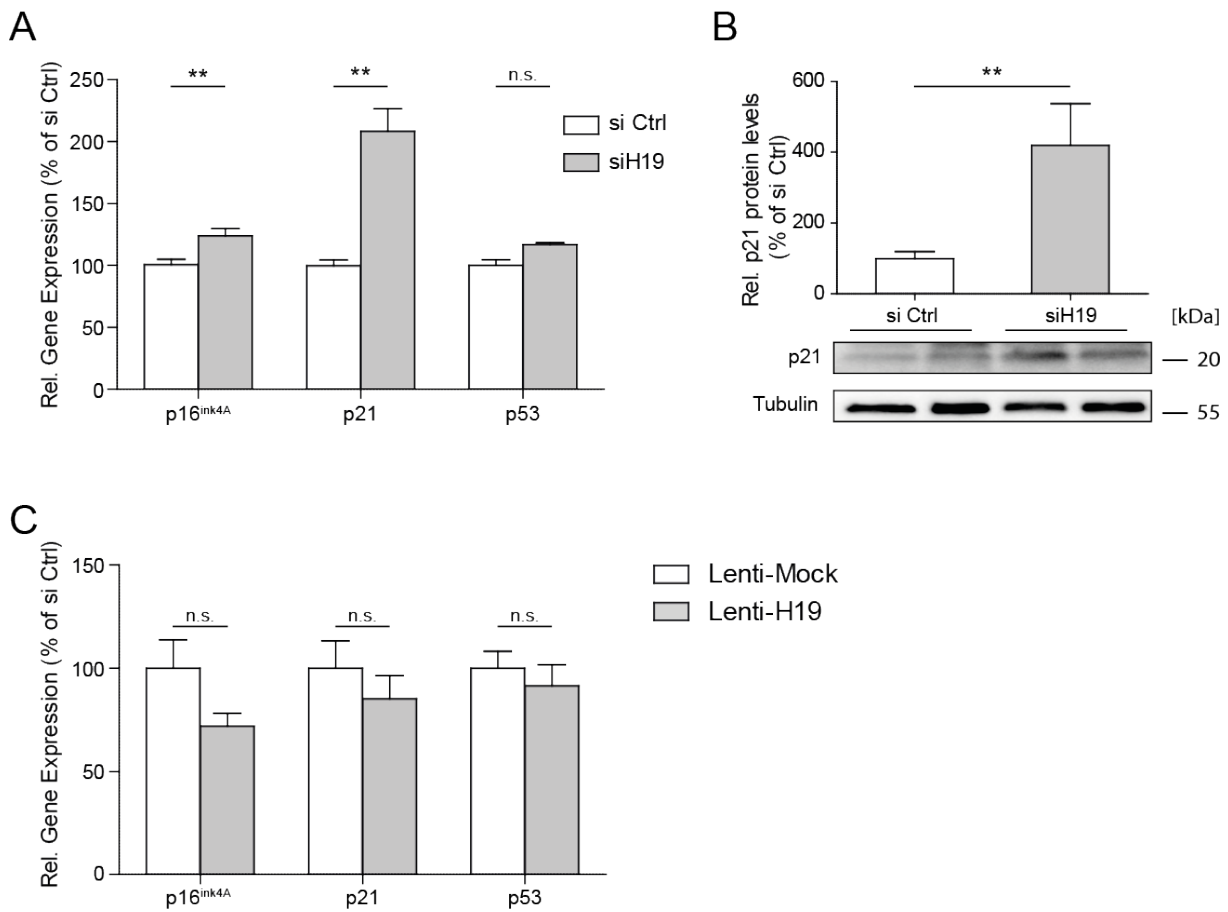 A
Rel. Gene Expression (% of si Ctrl)
250
200
150
100
50
0
**
**
n.s.
si Ctrl
siH19
p16ink4A
p21
p53
B
Rel. p21 protein levels
(% of si Ctrl)
600
400
200
0
**
si Ctrl
siH19
[kDa]
p21
20
Tubulin
55
C
Rel. Gene Expression (% of si Ctrl)
150
100
50
0
n.s.
n.s.
n.s.
Lenti-Mock
Lenti-H19
p16ink4A
p21
p53